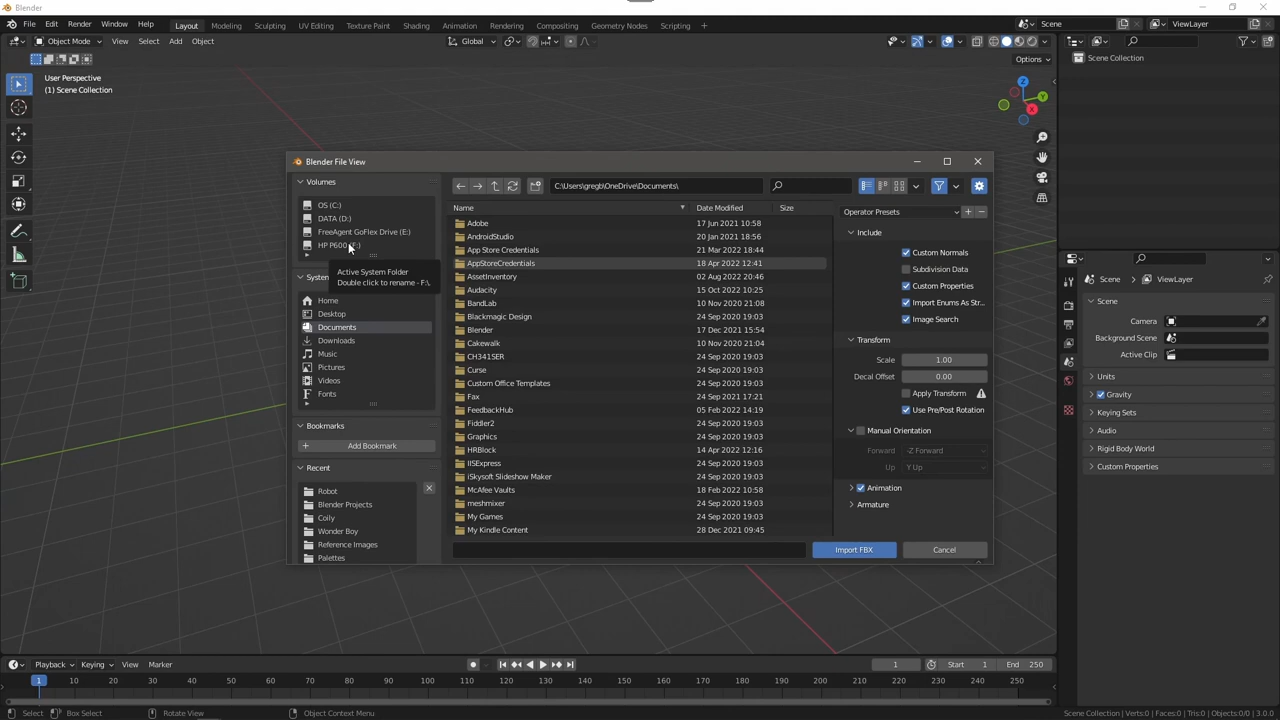 Blender
File Edit Render Window Help Layout Modeling Sculpting UV Editing Texture Paint Shading Animation Rendering Compositing Geometry Nodes Scripting + Scene ViewLayer
Object Mode View Select Add Object Global
Options
User Perspective
(1) Scene Collection
Z
Y
X
Scene Collection
Blender File View
Volumes
OS (C:)
DATA (D:)
FreeAgent GoFlex Drive (E:)
HP P600 (F:)
Active System Folder
Double click to rename - F:\.
System
Home
Desktop
Documents
Downloads
Music
Pictures
Videos
Fonts
Bookmarks
+ Add Bookmark
Recent
Robot
Blender Projects
Colly
Wonder Boy
Reference Images
Palettes
C:\Users\gregb\OneDrive\Documents\
Name Date Modified Size
Adobe 17 Jun 2021 10:58
AndroidStudio 20 Jan 2021 18:56
App Store Credentials 21 Mar 2022 18:44
AppStoreCredentials 18 Apr 2022 12:41
AssetInventory 02 Aug 2022 20:46
Audacity 15 Oct 2022 10:25
BandLab 10 Nov 2020 21:08
Blackmagic Design 24 Sep 2020 19:03
Blender 17 Dec 2021 15:54
Cakewalk 10 Nov 2020 21:04
CH341SER 24 Sep 2020 19:03
Curse 24 Sep 2020 19:03
Custom Office Templates 24 Sep 2020 19:03
Fax 24 Sep 2021 17:21
FeedbackHub 05 Feb 2022 14:19
Fiddler2 24 Sep 2020 19:03
Graphics 24 Sep 2020 19:03
HRBlock 14 Apr 2022 12:16
IISExpress 24 Sep 2020 19:03
iSkysoft Slideshow Maker 24 Sep 2020 19:03
McAfee Vaults 18 Feb 2022 10:58
meshmixer 24 Sep 2020 19:03
My Games 24 Sep 2020 19:03
My Kindle Content 28 Dec 2021 09:45
Operator Presets + −
Include
Custom Normals
Subdivision Data
Custom Properties
Import Enums As Str...
Image Search
Transform
Scale 1.00
Decal Offset 0.00
Apply Transform
Use Pre/Post Rotation
Manual Orientation
Forward -Z Forward
Up Y Up
Animation
Armature
Import FBX Cancel
Scene ViewLayer
Scene
Camera
Background Scene
Active Clip
Units
Gravity
Keying Sets
Audio
Rigid Body World
Custom Properties
Playback Keying View Marker 1 Start 1 End 250
1 10 20 30 40 50 60 70 80 90 100 110 120 130 140 150 160 170 180 190 200 210 220 230 240 250
Select Box Select Rotate View Object Context Menu Scene Collection | Verts:0 | Faces:0 | Tris:0 | Objects:0/0 | 3.0.0